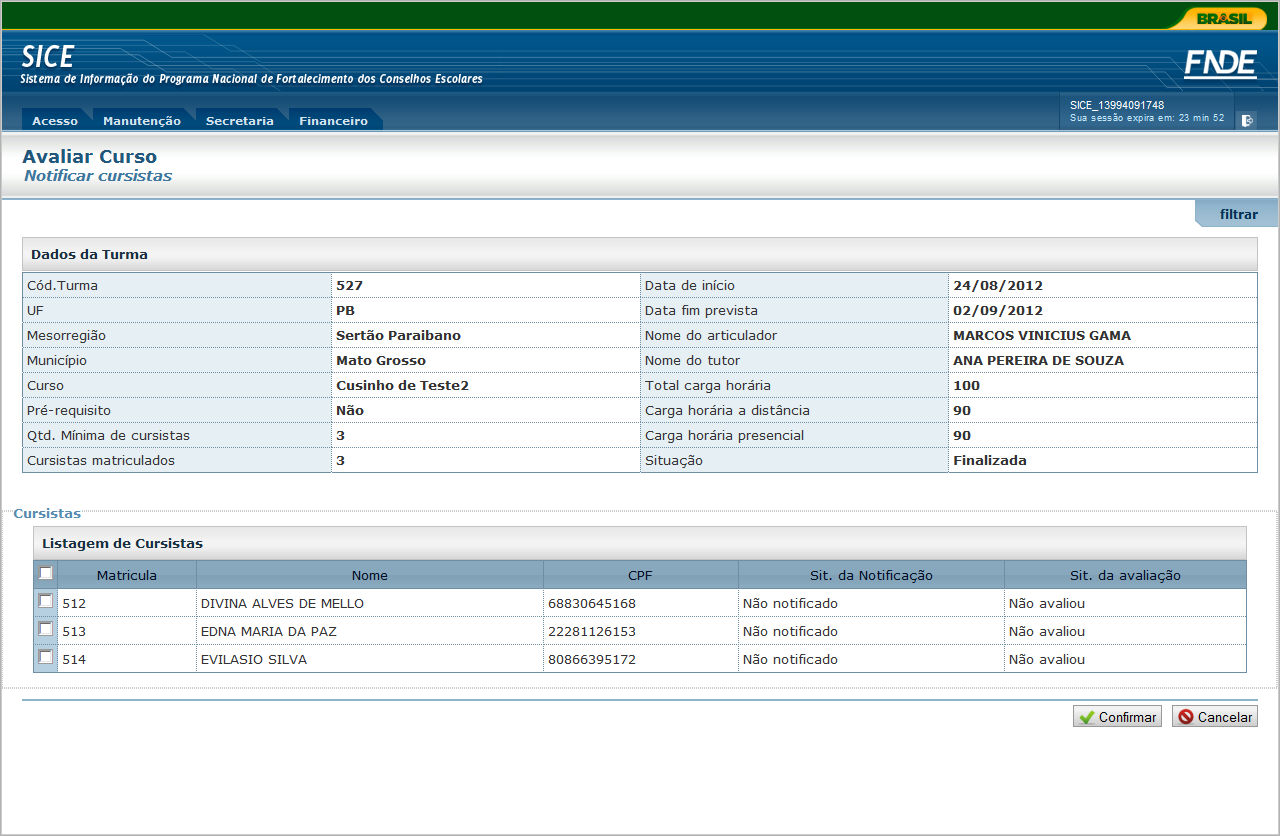 BRASIL
SICE
Sistema de Informação do Programa Nacional de Fortalecimento dos Conselhos Escolares
FNDE
SICE_13994091748
Sua sessão expira em: 23 min 52
Acesso Manutenção Secretaria Financeiro
Avaliar Curso
Notificar cursistas
filtrar
Dados da Turma
Cód.Turma 527 Data de início 24/08/2012
UF PB Data fim prevista 02/09/2012
Mesorregião Sertão Paraibano Nome do articulador MARCOS VINICIUS GAMA
Município Mato Grosso Nome do tutor ANA PEREIRA DE SOUZA
Curso Cusinho de Teste2 Total carga horária 100
Pré-requisito Não Carga horária a distância 90
Qtd. Mínima de cursistas 3 Carga horária presencial 90
Cursistas matriculados 3 Situação Finalizada
Cursistas
Listagem de Cursistas
Matricula Nome CPF Sit. da Notificação Sit. da avaliação
512 DIVINA ALVES DE MELLO 68830645168 Não notificado Não avaliou
513 EDNA MARIA DA PAZ 22281126153 Não notificado Não avaliou
514 EVILASIO SILVA 80866395172 Não notificado Não avaliou
Confirmar Cancelar